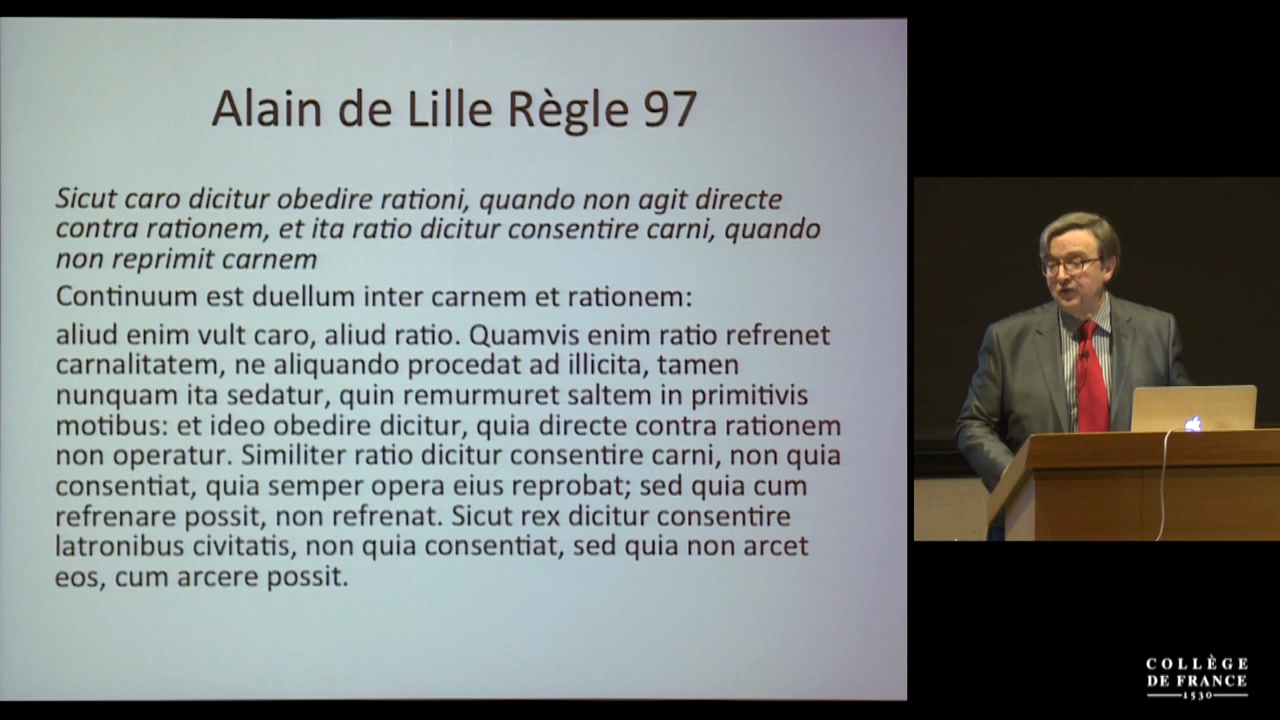 Alain de Lille Règle 97
Sicut caro dicitur obedire rationi, quando non agit directe
contra rationem, et ita ratio dicitur consentire carni, quando
non reprimit carnem
Continuum est duellum inter carnem et rationem:
aliud enim vult caro, aliud ratio. Quamvis enim ratio refrenet
carnalitatem, ne aliquando procedat ad illicita, tamen
nunquam ita sedatur, quin remurmuret saltem in primitivis
motibus: et ideo obedire dicitur, quia directe contra rationem
non operatur. Similiter ratio dicitur consentire carni, non quia
consentiat, quia semper opera eius reprobat; sed quia cum
refrenare possit, non refrenat. Sicut rex dicitur consentire
latronibus civitatis, non quia consentiat, sed quia non arcet
eos, cum arcere possit.
COLLÈGE
DE FRANCE
1530